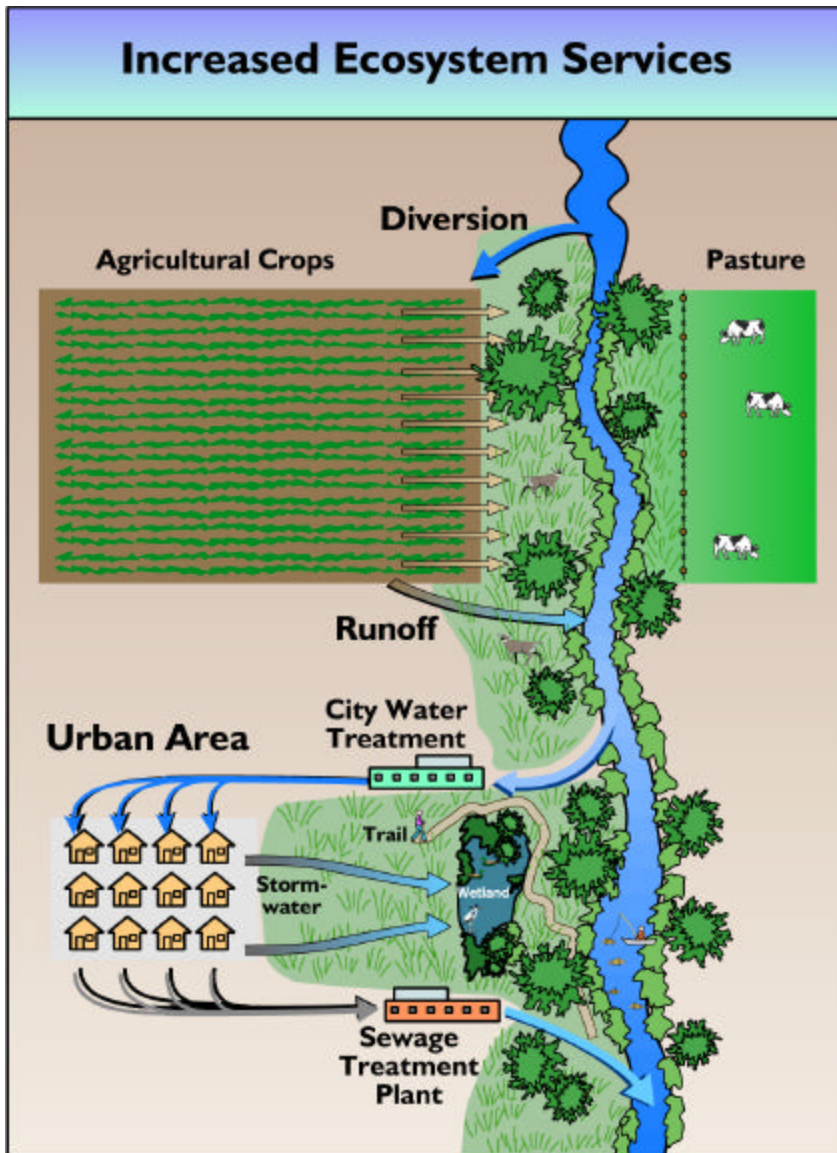 Increased Ecosystem Services
Diversion
Agricultural Crops
Pasture
Runoff
City Water
Treatment
Urban Area
Trail
Wetland
Storm-
water
Sewage
Treatment
Plant